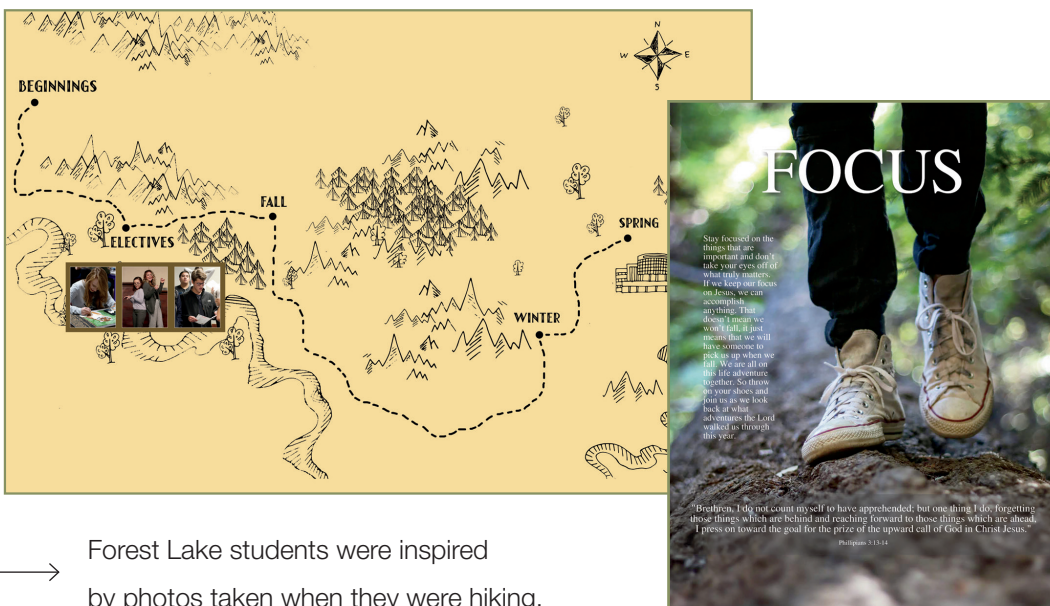 N
W E
S
BEGINNINGS
FALL
ELECTIVES
SPRING
WINTER
FOCUS
Stay focused on the
things that are
important and don't
take your eyes off of
what truly matters.
If we keep our focus
on Jesus, we can
accomplish
anything. That
doesn't mean we
won't fall, it just
means that we will
have someone to
pick us up when we
fall. We are all on
this life adventure
together. So throw
on your shoes and
join us as we look
back at what
adventures the Lord
walked us through
this year.
"Brethren, I do not count myself to have apprehended; but one thing I do, forgetting
those things which are behind and reaching forward to those things which are ahead,
I press on toward the goal for the prize of the upward call of God in Christ Jesus."
Phillipians 3:13-14
Forest Lake students were inspired
by photos taken when they were hiking.